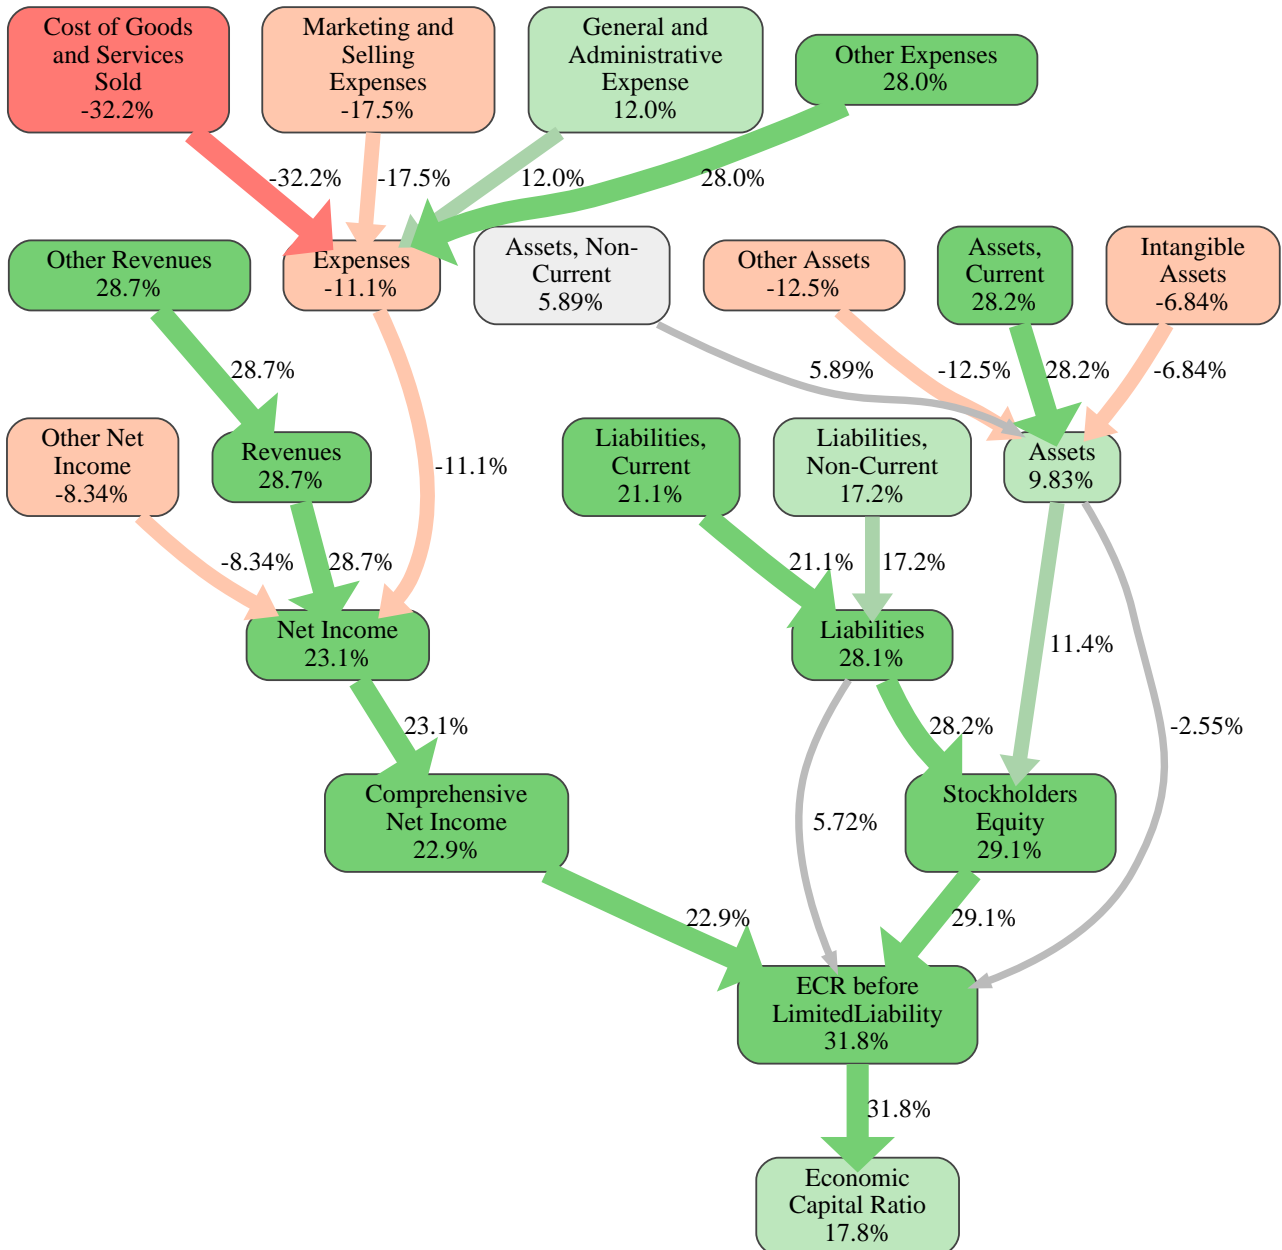 Cost of Goods
and Services
Sold
-32.2%
Marketing and
Selling
Expenses
-17.5%
General and
Administrative
Expense
12.0%
Other Expenses
28.0%
-32.2%
-17.5%
12.0%
28.0%
Other Revenues
28.7%
Expenses
-11.1%
Assets, Non-
Current
5.89%
Other Assets
-12.5%
Assets,
Current
28.2%
Intangible
Assets
-6.84%
28.7%
5.89%
-12.5%
28.2%
-6.84%
Other Net
Income
-8.34%
Revenues
28.7%
-11.1%
Liabilities,
Current
21.1%
Liabilities,
Non-Current
17.2%
Assets
9.83%
-8.34%
28.7%
21.1%
17.2%
Net Income
23.1%
Liabilities
28.1%
11.4%
23.1%
28.2%
-2.55%
Comprehensive
Net Income
22.9%
5.72%
Stockholders
Equity
29.1%
22.9%
29.1%
ECR before
LimitedLiability
31.8%
31.8%
Economic
Capital Ratio
17.8%